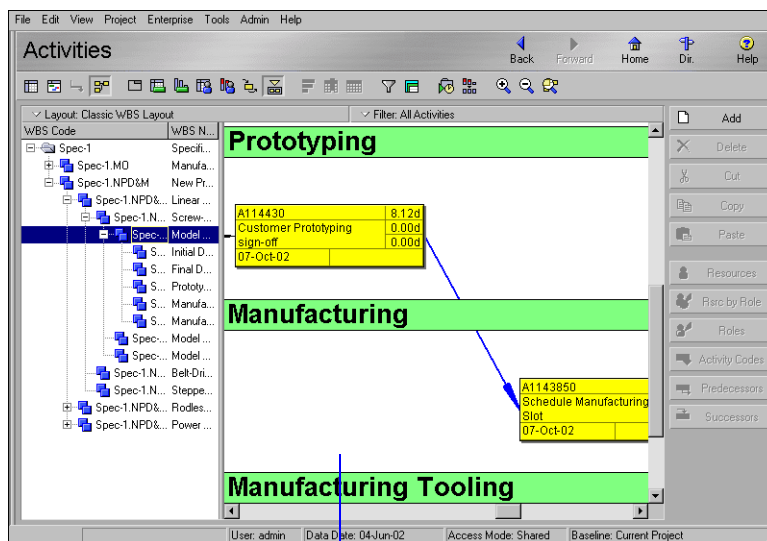 File Edit View Project Enterprise Tools Admin Help
Activities
Back Forward Home Dir. Help
Layout: Classic WBS Layout
Filter: All Activities
WBS Code WBS N...
Spec-1 Specifi...
Spec-1.MO Manufa...
Spec-1.NPD&M New Pr...
Spec-1.NPD&... Linear ...
Spec-1.N... Screw-...
Spec-... Model ...
S... Initial D...
S... Final D...
S... Prototy...
S... Manufa...
S... Manufa...
Spec-... Model ...
Spec-... Model ...
Spec-1.N... Belt-Dri...
Spec-1.N... Steppe...
Spec-1.NPD&... Rodles...
Spec-1.NPD&... Power ...
Prototyping
A114430 8.12d
Customer Prototyping 0.00d
sign-off 0.00d
07-Oct-02
Manufacturing
A1143850
Schedule Manufacturing
Slot
07-Oct-02
Manufacturing Tooling
Add
Delete
Cut
Copy
Paste
Resources
Rsrc by Role
Roles
Activity Codes
Predecessors
Successors
User: admin Data Date: 04-Jun-02 Access Mode: Shared Baseline: Current Project